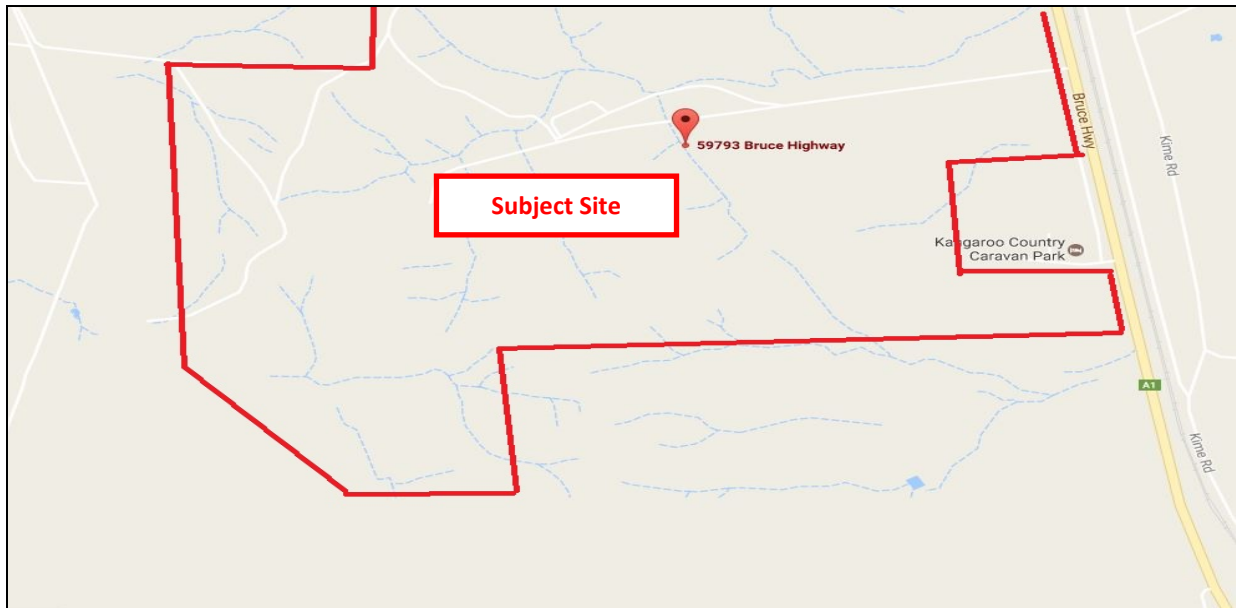 Bruce Hwy
Kime Rd
59793 Bruce Highway
Subject Site
Kangaroo Country
Caravan Park
A1
Kime Rd